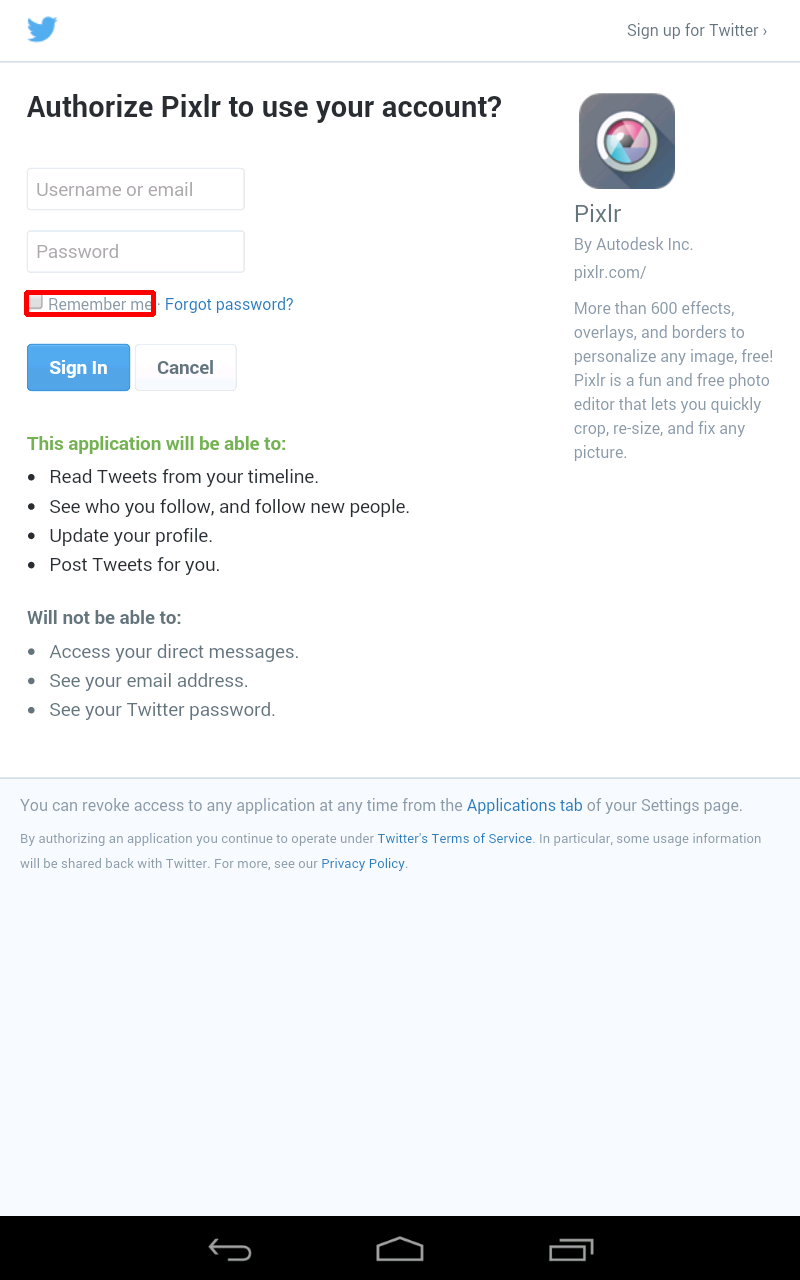 Sign up for Twitter ›
Authorize Pixlr to use your account?
Username or email
Password
Remember me · Forgot password?
Sign In Cancel
This application will be able to:
• Read Tweets from your timeline.
• See who you follow, and follow new people.
• Update your profile.
• Post Tweets for you.
Will not be able to:
• Access your direct messages.
• See your email address.
• See your Twitter password.
Pixlr
By Autodesk Inc.
pixlr.com/
More than 600 effects,
overlays, and borders to
personalize any image, free!
Pixlr is a fun and free photo
editor that lets you quickly
crop, re-size, and fix any
picture.
You can revoke access to any application at any time from the Applications tab of your Settings page.
By authorizing an application you continue to operate under Twitter's Terms of Service. In particular, some usage information
will be shared back with Twitter. For more, see our Privacy Policy.